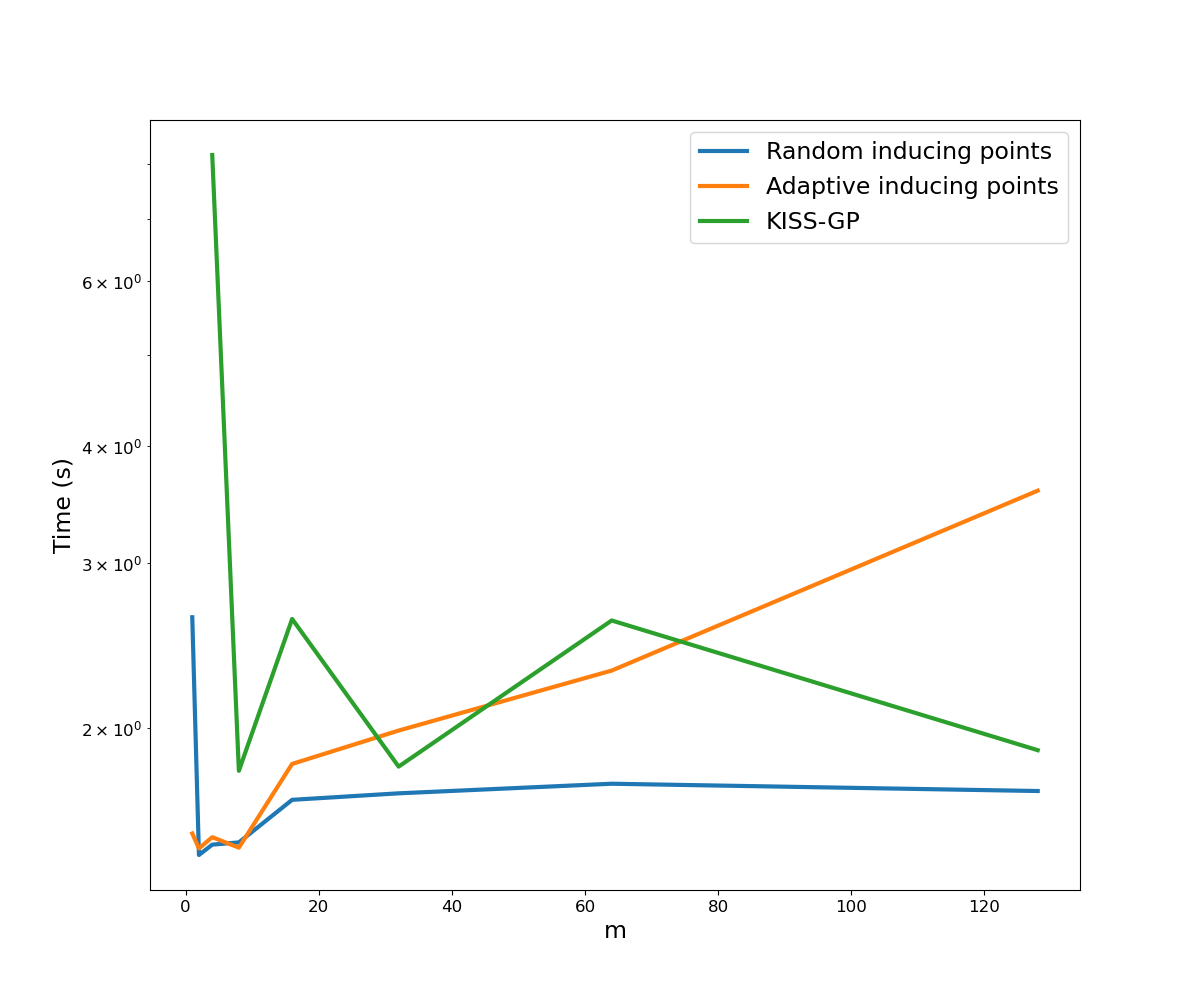 Random inducing points
Adaptive inducing points
KISS-GP
6 × 10⁰
4 × 10⁰
3 × 10⁰
2 × 10⁰
Time (s)
0 20 40 60 80 100 120
m